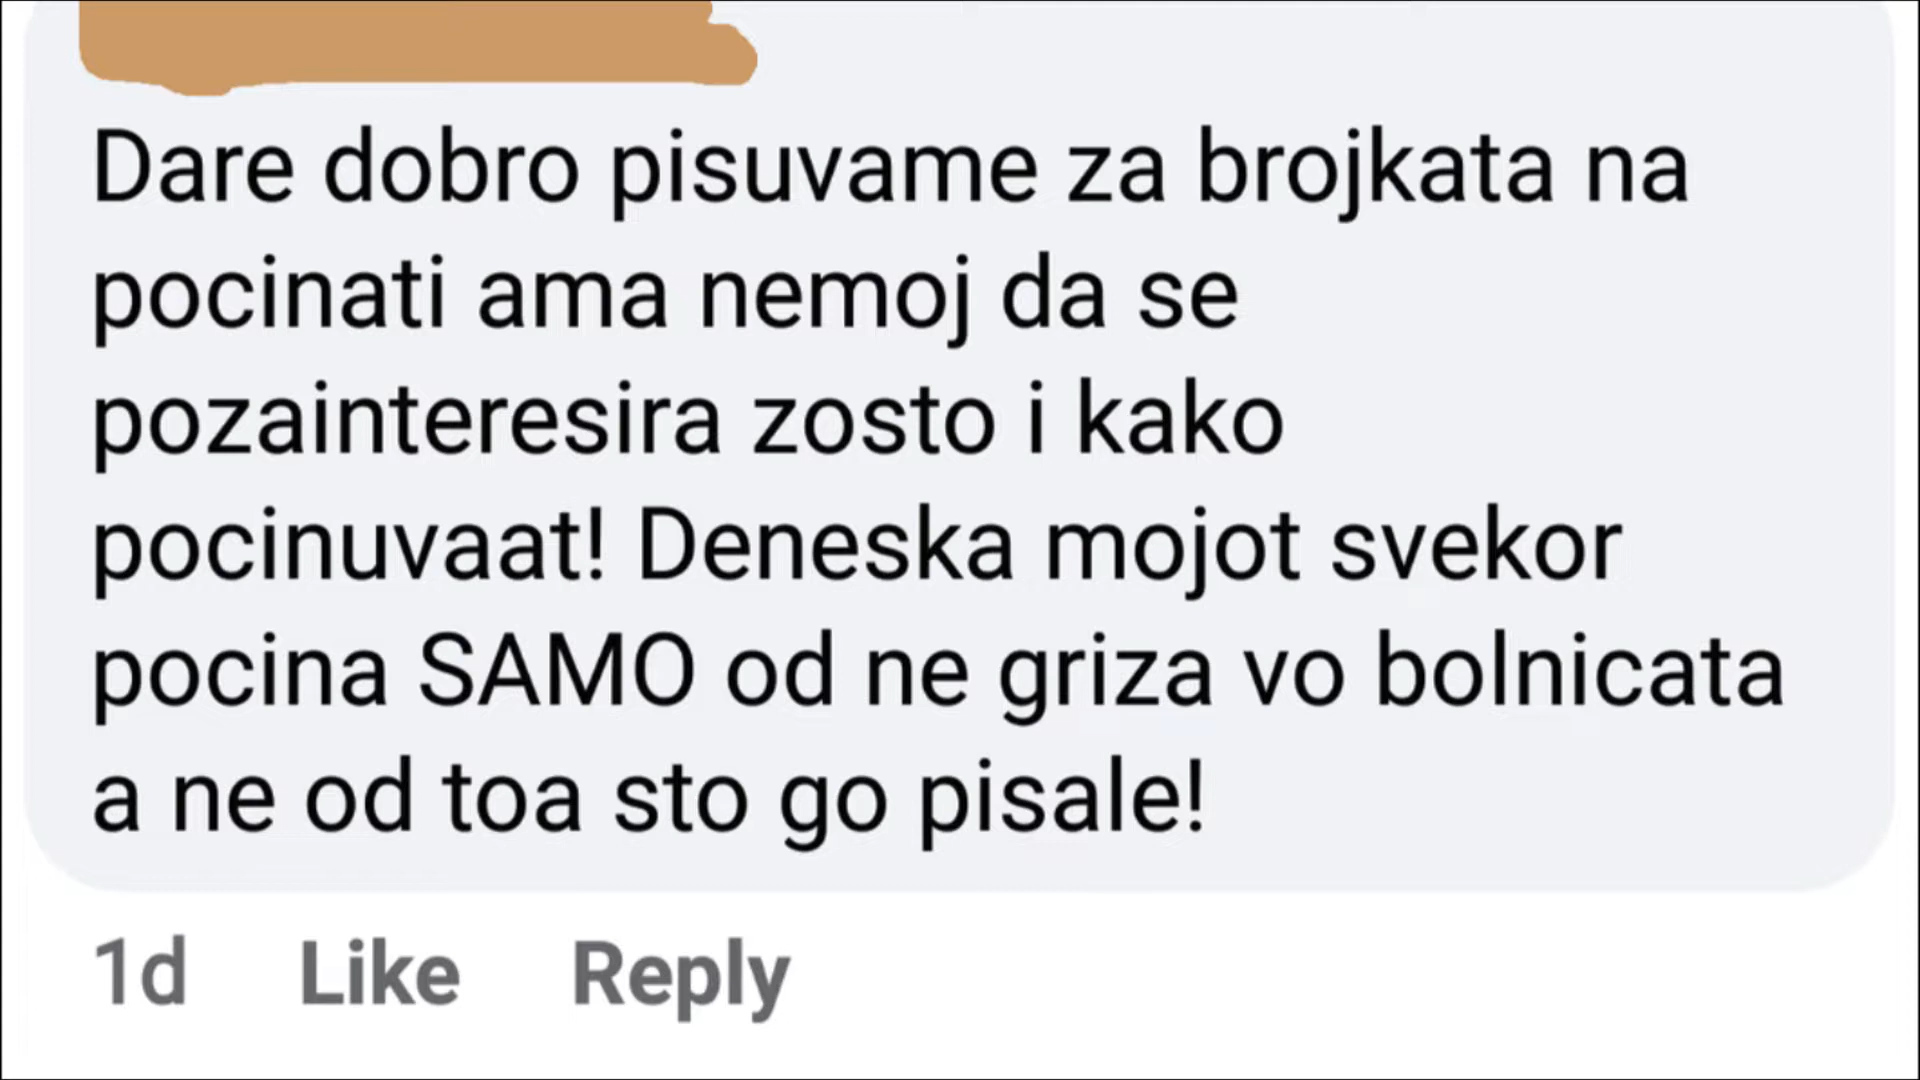 Dare dobro pisuvame za brojkata na
pocinati ama nemoj da se
pozainteresira zosto i kako
pocinuvaat! Deneska mojot svekor
pocina SAMO od ne griza vo bolnicata
a ne od toa sto go pisale!
1d Like Reply